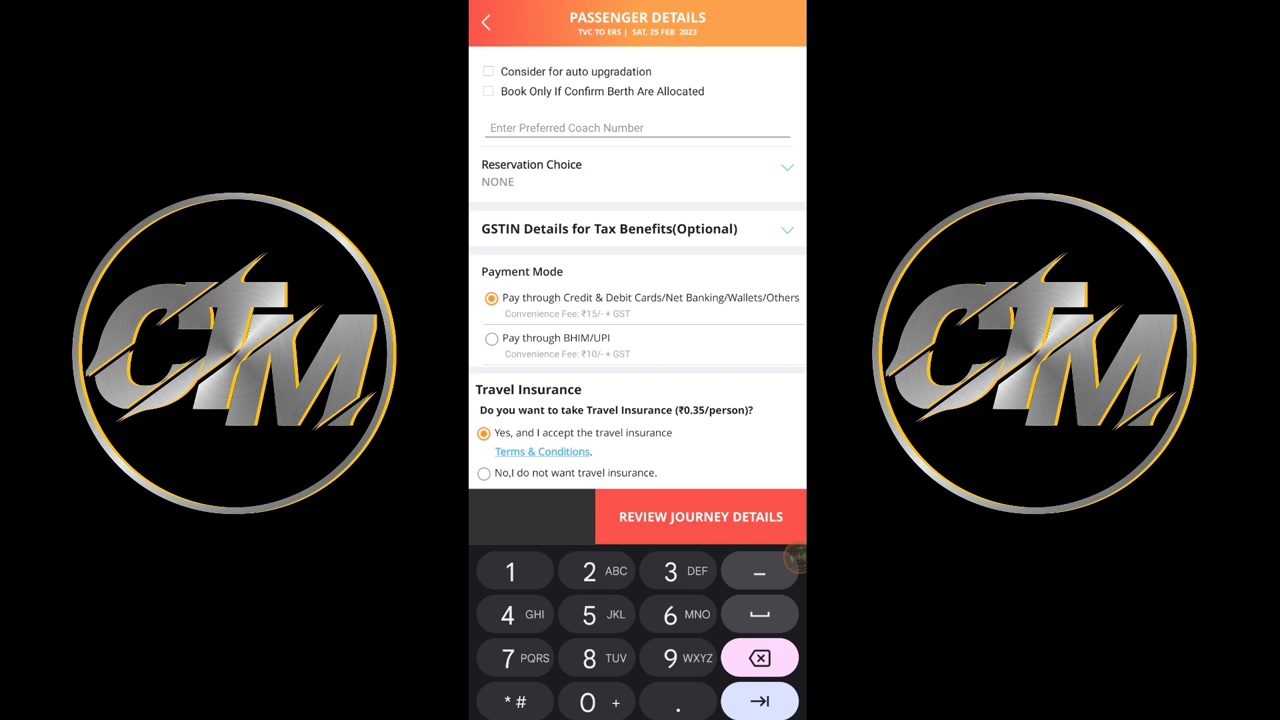 PASSENGER DETAILS
TVC TO ERS | SAT, 25 FEB 2023
Consider for auto upgradation
Book Only If Confirm Berth Are Allocated
Enter Preferred Coach Number
Reservation Choice
NONE
GSTIN Details for Tax Benefits(Optional)
Payment Mode
Pay through Credit & Debit Cards/Net Banking/Wallets/Others
Convenience Fee: ₹15/- + GST
Pay through BHIM/UPI
Convenience Fee: ₹10/- + GST
Travel Insurance
Do you want to take Travel Insurance (₹0.35/person)?
Yes, and I accept the travel insurance
Terms & Conditions.
No,I do not want travel insurance.
REVIEW JOURNEY DETAILS
1 2 ABC 3 DEF _
4 GHI 5 JKL 6 MNO
7 PQRS 8 TUV 9 WXYZ
* # 0 + .
CTM
CTM